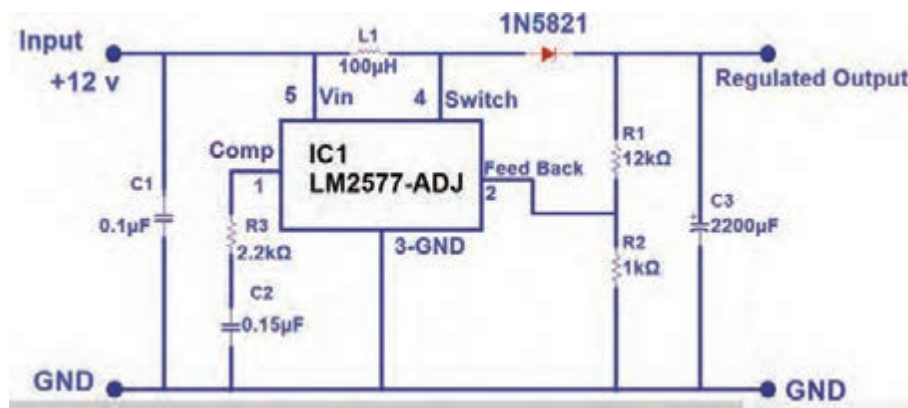 1N5821
Input
L1
+12 v
100µH
Regulated Output
5
Vin
4
Switch
R1
12kΩ
Comp
IC1
LM2577-ADJ
Feed Back
1
2
C1
0.1µF
R3
2.2kΩ
3-GND
C3
+
2200µF
R2
1kΩ
C2
0.15µF
GND
GND